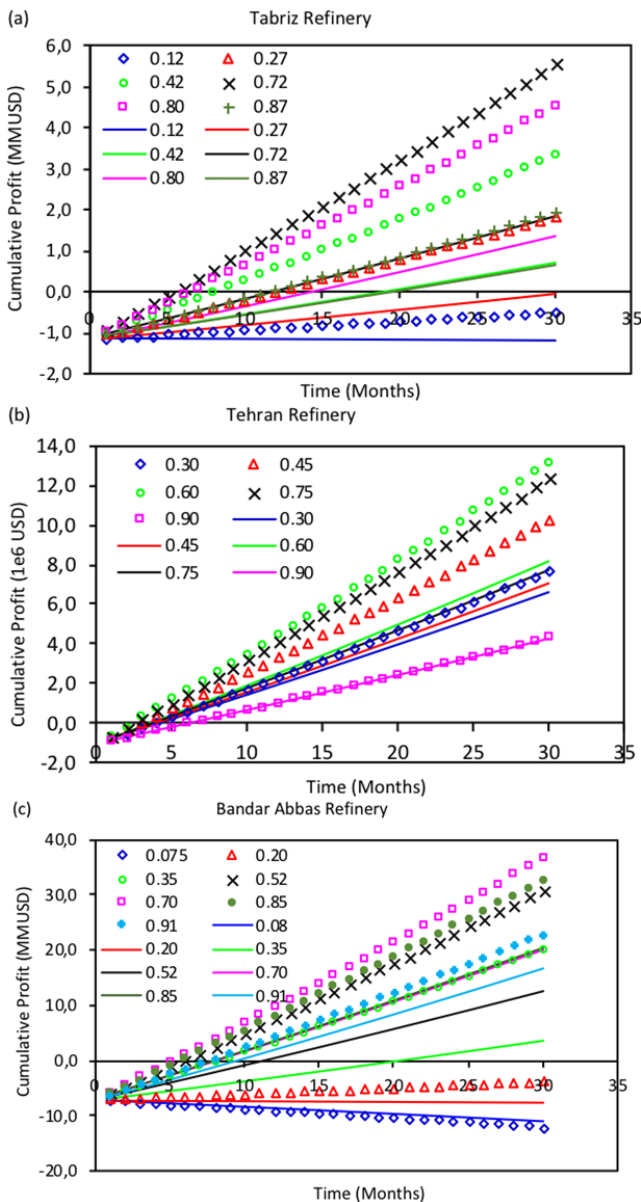 (a)
Tabriz Refinery
6,0
5,0
4,0
3,0
2,0
1,0
0,0
-1,0
-2,0
Cumulative Profit (MMUSD)
0.12 0.27
0.42 0.72
0.80 0.87
0.12 0.27
0.42 0.72
0.80 0.87
0 5 10 15 20 25 30 35
Time (Months)
(b)
Tehran Refinery
14,0
12,0
10,0
8,0
6,0
4,0
2,0
0,0
-2,0
Cumulative Profit (1e6 USD)
0.30 0.45
0.60 0.75
0.90 0.30
0.45 0.60
0.75 0.90
0 5 10 15 20 25 30 35
Time (Months)
(c)
Bandar Abbas Refinery
40,0
30,0
20,0
10,0
0,0
-10,0
-20,0
Cumulative Profit (MMUSD)
0.075 0.20
0.35 0.52
0.70 0.85
0.91 0.08
0.20 0.35
0.52 0.70
0.85 0.91
0 5 10 15 20 25 30 35
Time (Months)